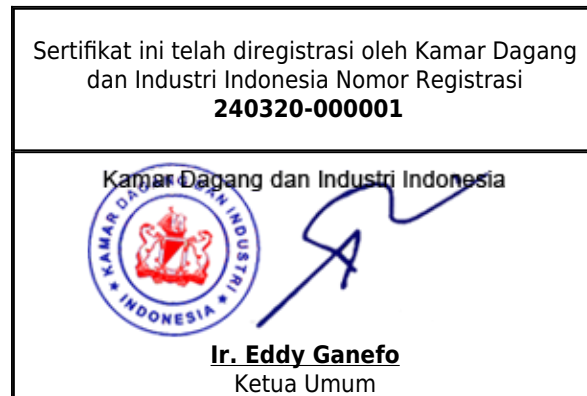 Sertifikat ini telah diregistrasi oleh Kamar Dagang
dan Industri Indonesia Nomor Registrasi
240320-000001
Kamar Dagang dan Industri Indonesia
KAMAR DAGANG DAN INDUSTRI
INDONESIA
Ir. Eddy Ganefo
Ketua Umum